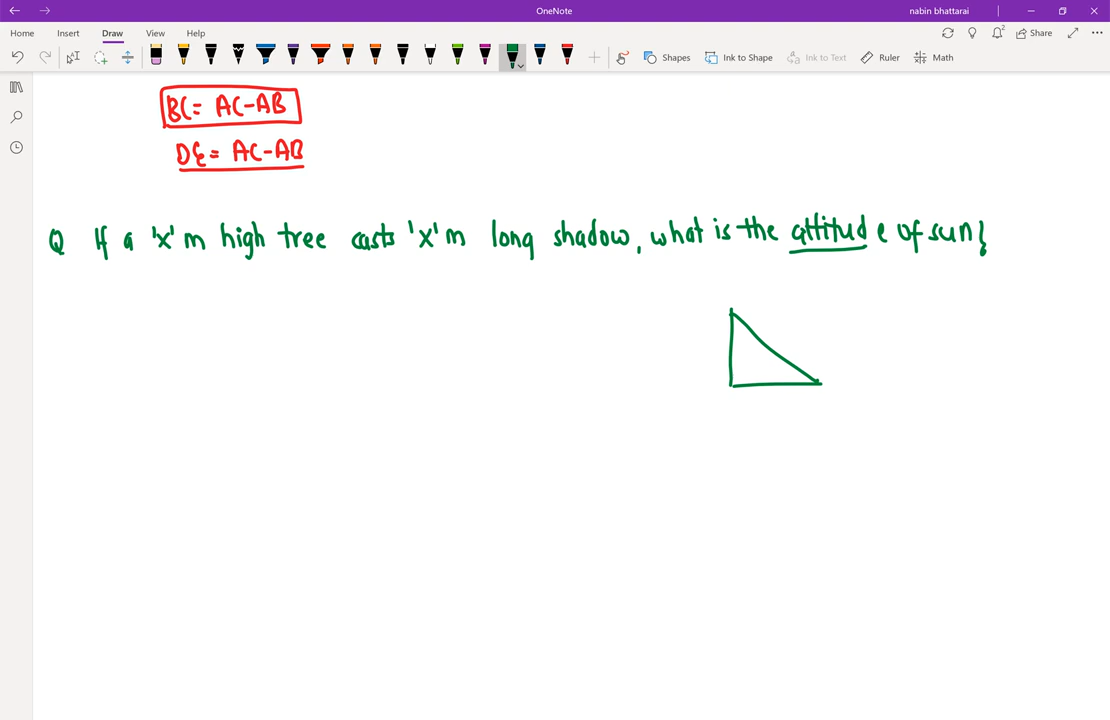 OneNote
nabin bhattarai
Home Insert Draw View Help
2
Share
Shapes Ink to Shape Ink to Text Ruler Math
BC = AC-AB
DE = AC-AB
Q If a 'x' m high tree casts 'x' m long shadow, what is the attitude of sun?